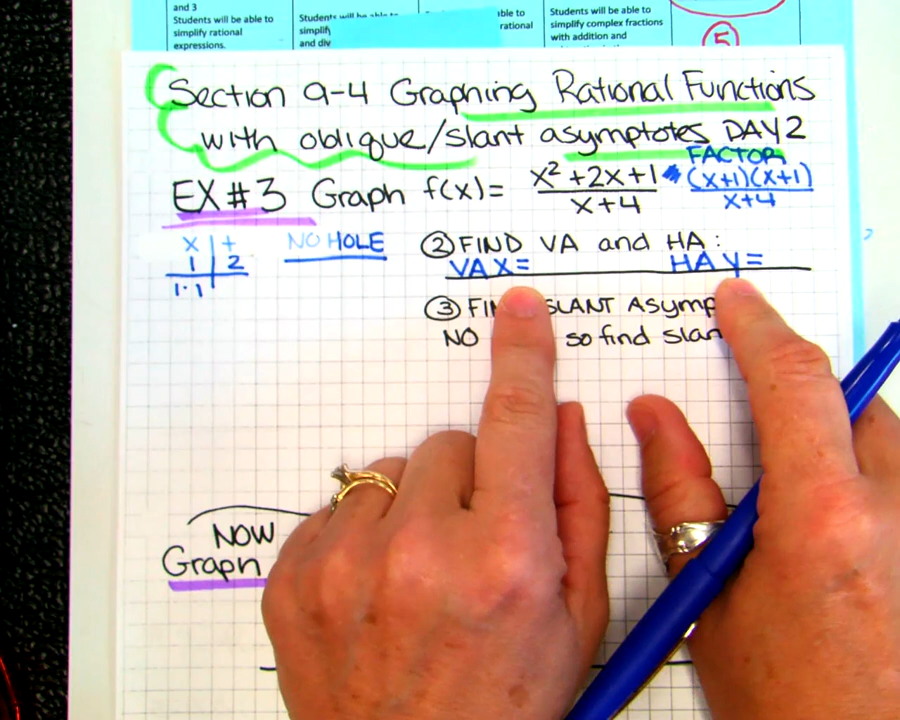 and 3
Students will be able to
simplify rational
expressions.
Students will be able to
simplify
and div
ble to
rational
Students will be able to
simplify complex fractions
with addition and
5
Section 9-4 Graphing Rational Functions
with oblique/slant asymptotes DAY 2
FACTOR
EX #3 Graph f(x)= x²+2x+1 (x+1)(x+1)
x+4 x+4
x + NO HOLE ② FIND VA and HA:
1 2 VA X= HA y=
1 · 1
③ FIN SLANT Asymp
NO so find slan
NOW
Graph